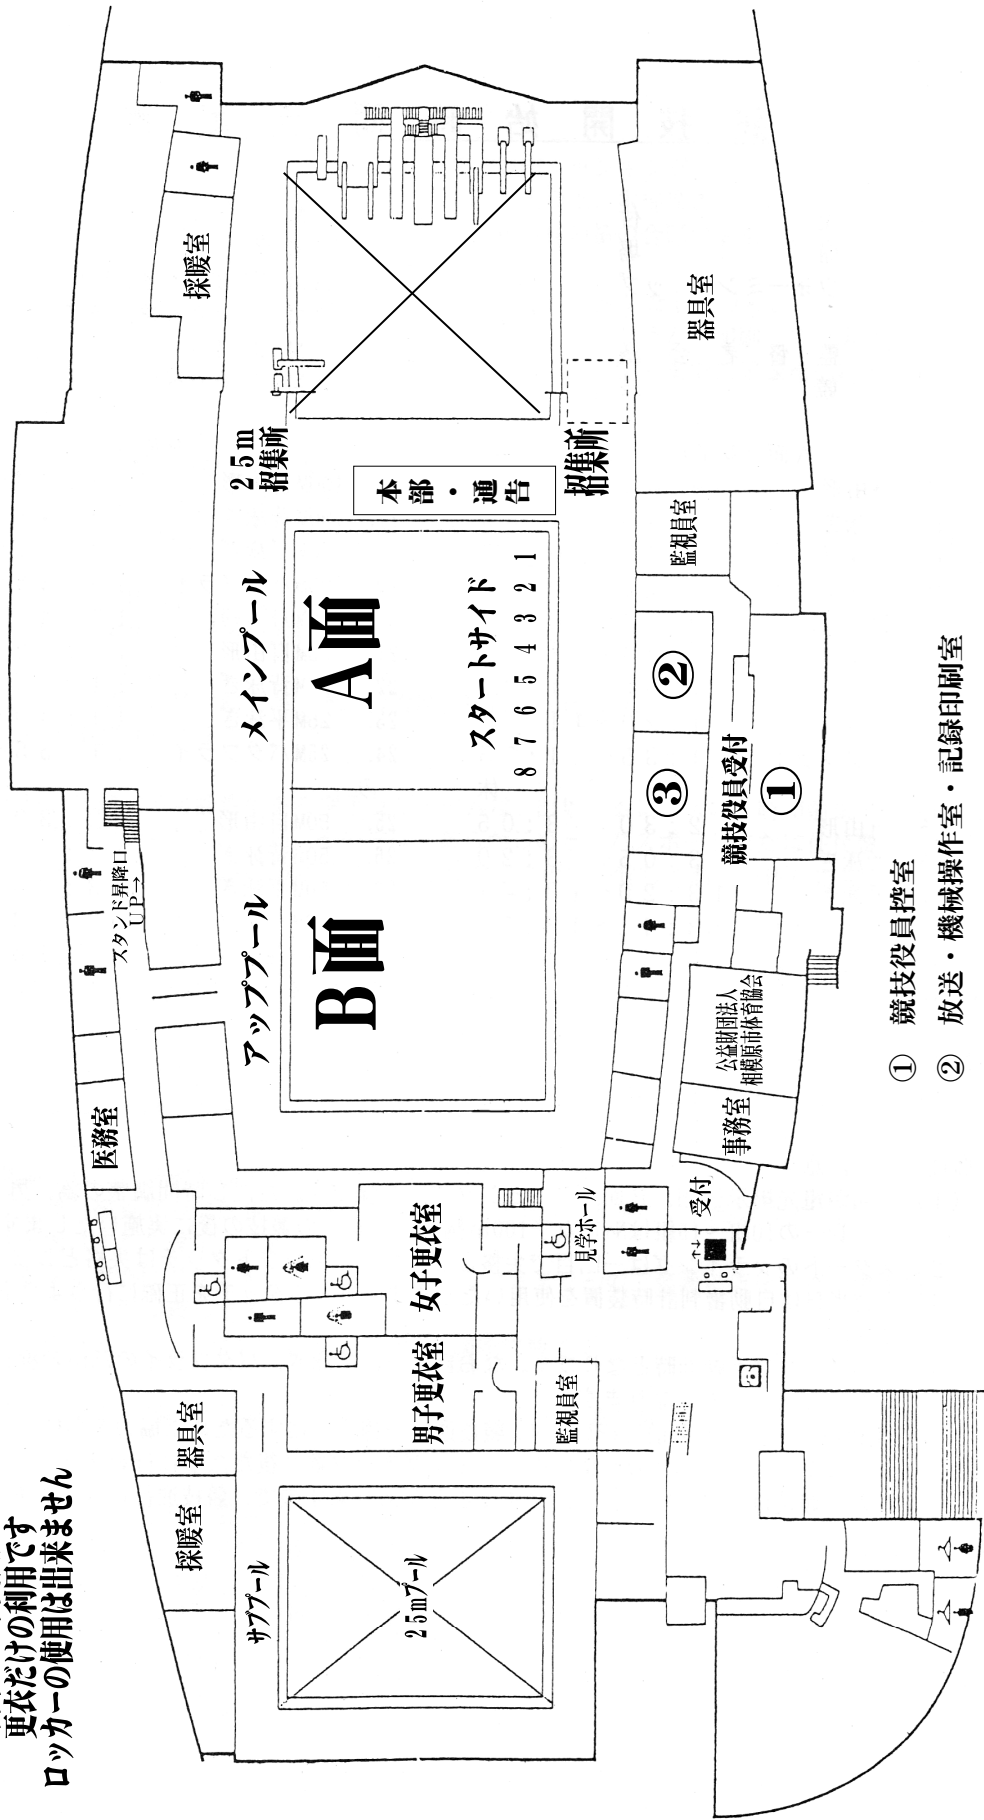 更衣だけの利用です
ロッカーの使用は出来ません
医務室
スタンド昇降口
UP→
採暖室
器具室
採暖室
サブプール
25mプール
アッププール
メインプール
25m
招集所
B面
A面
本部・通告
スタートサイド
8 7 6 5 4 3 2 1
招集所
女子更衣室
男子更衣室
監視員室
見学ホール
受付
↑↓
事務室
公益財団法人
相模原市体育協会
③
②
監視員室
器具室
競技役員受付
①
① 競技役員控室
② 放送・機械操作室・記録印刷室